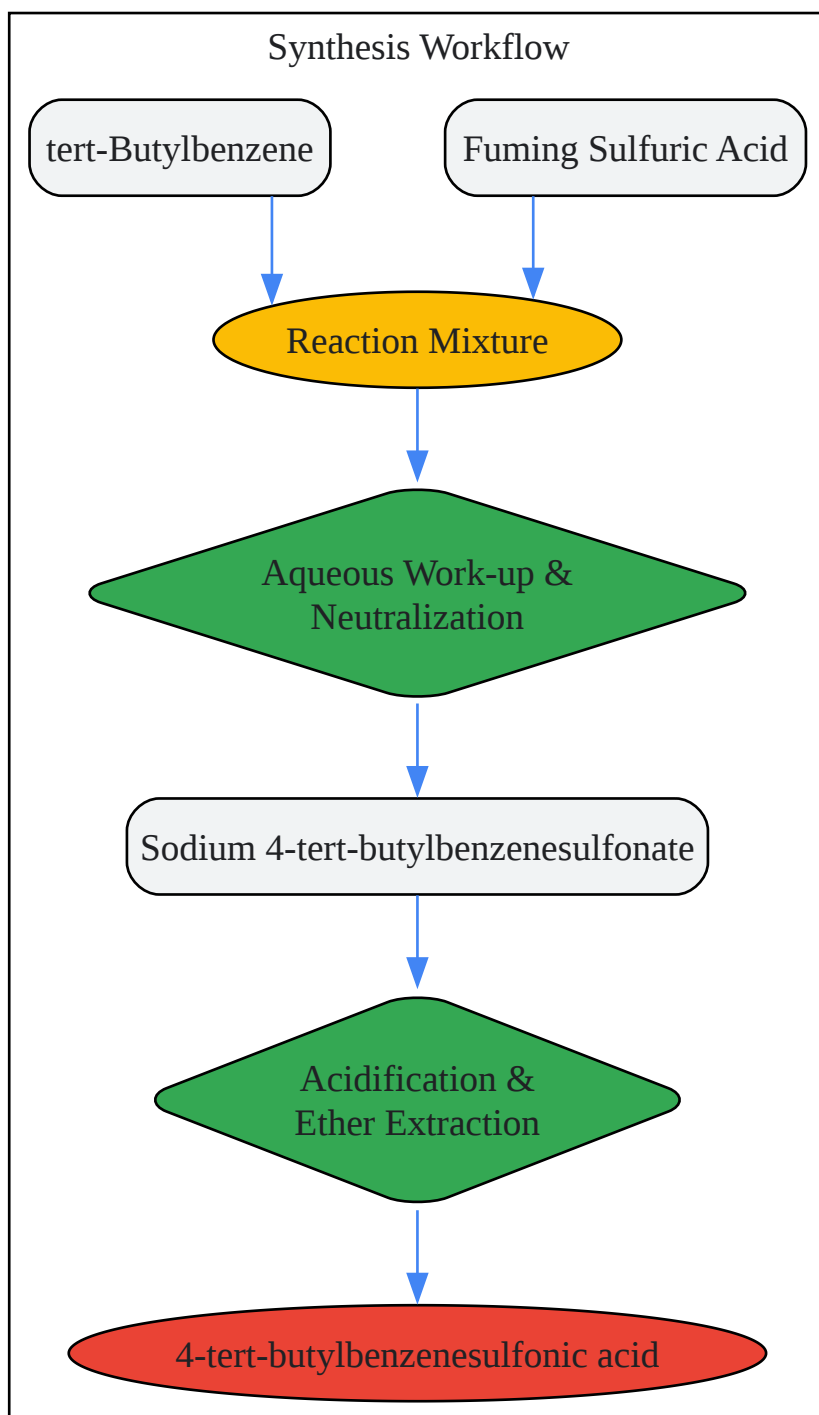 Synthesis Workflow
tert-Butylbenzene
Fuming Sulfuric Acid
Reaction Mixture
Aqueous Work-up &
Neutralization
Sodium 4-tert-butylbenzenesulfonate
Acidification &
Ether Extraction
4-tert-butylbenzenesulfonic acid